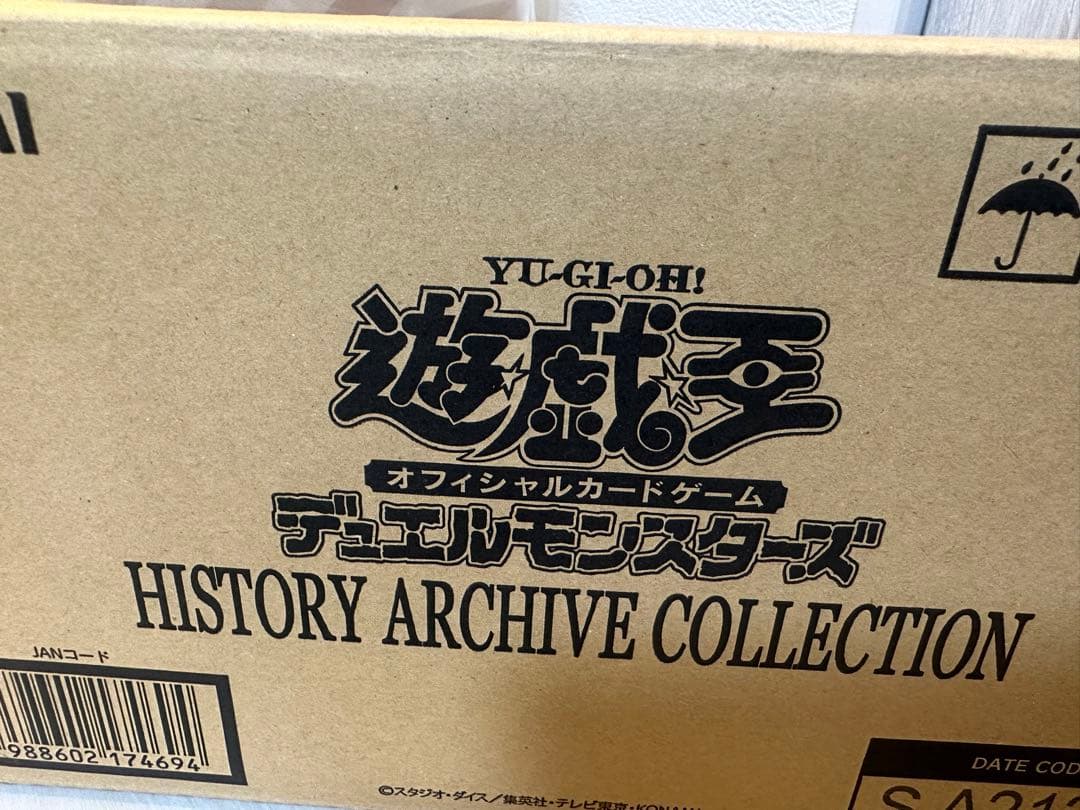 YU-GI-OH!
遊戯王
オフィシャルカードゲーム
デュエルモンスターズ
HISTORY ARCHIVE COLLECTION
JANコード
988602 174694
DATE COD
©スタジオ・ダイス/集英社・テレビ東京・KONAMI